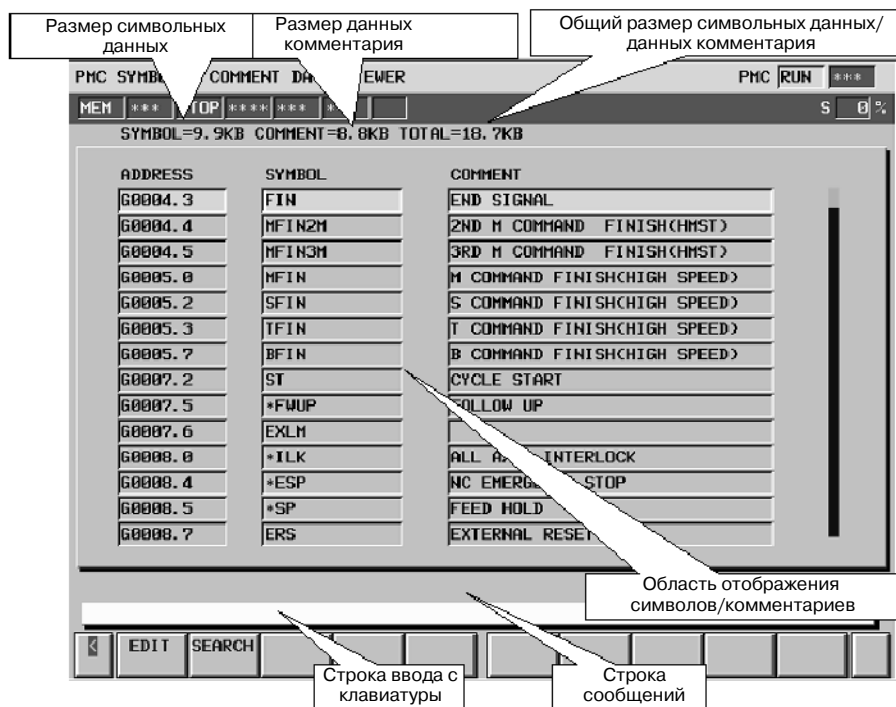 Размер символьных данных
Размер данных комментария
Общий размер символьных данных/ данных комментария
PMC COMMENT
PMC RUN ***
MEM *** **** ***
S 0 %
SYMBOL=9.9KB COMMENT=8.8KB TOTAL=18.7KB
ADDRESS SYMBOL COMMENT
G0004.3 FIN END SIGNAL
G0004.4 MFIN2M 2ND M COMMAND FINISH(HMST)
G0004.5 MFIN3M 3RD M COMMAND FINISH(HMST)
G0005.0 MFIN M COMMAND FINISH(HIGH SPEED)
G0005.2 SFIN S COMMAND FINISH(HIGH SPEED)
G0005.3 TFIN T COMMAND FINISH(HIGH SPEED)
G0005.7 BFIN B COMMAND FINISH(HIGH SPEED)
G0007.2 ST CYCLE START
G0007.5 *FWUP FOLLOW UP
G0007.6 EXLM
G0008.0 *ILK ALL INTERLOCK
G0008.4 *ESP NC STOP
G0008.5 *SP FEED HOLD
G0008.7 ERS EXTERNAL RESET
Область отображения символов/комментариев
< EDIT SEARCH
Строка ввода с клавиатуры
Строка сообщений